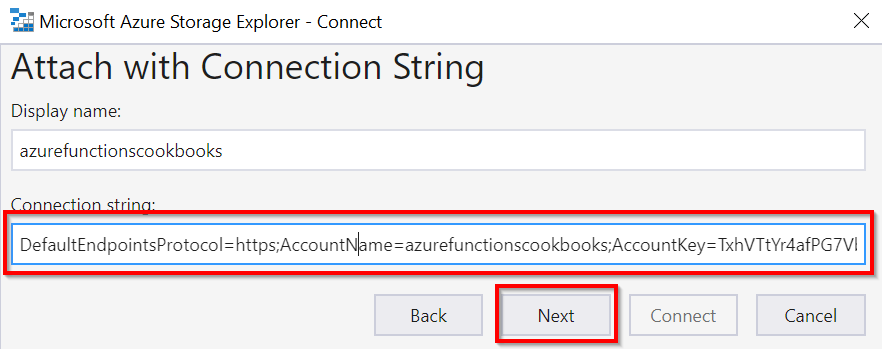 Microsoft Azure Storage Explorer - Connect
Attach with Connection String
Display name:
azurefunctionscookbooks
Connection string:
DefaultEndpointsProtocol=https;AccountName=azurefunctionscookbooks;AccountKey=TxhVTtYr4afPG7V
Back Next Connect Cancel